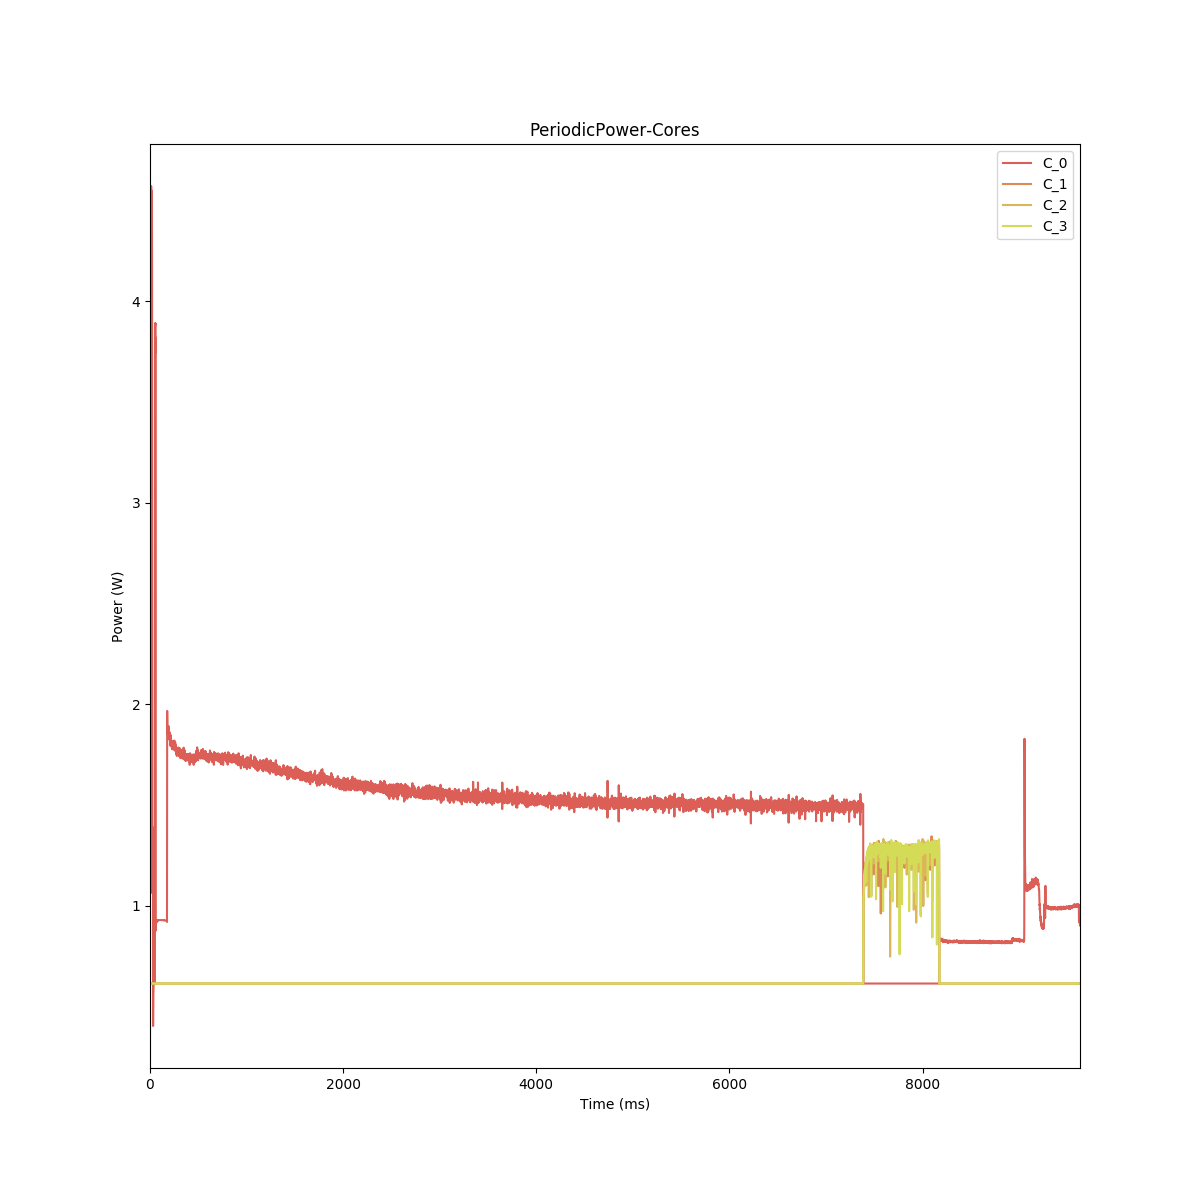 PeriodicPower-Cores
C_0
C_1
C_2
C_3
4
3
2
1
Power (W)
0
2000
4000
6000
8000
Time (ms)